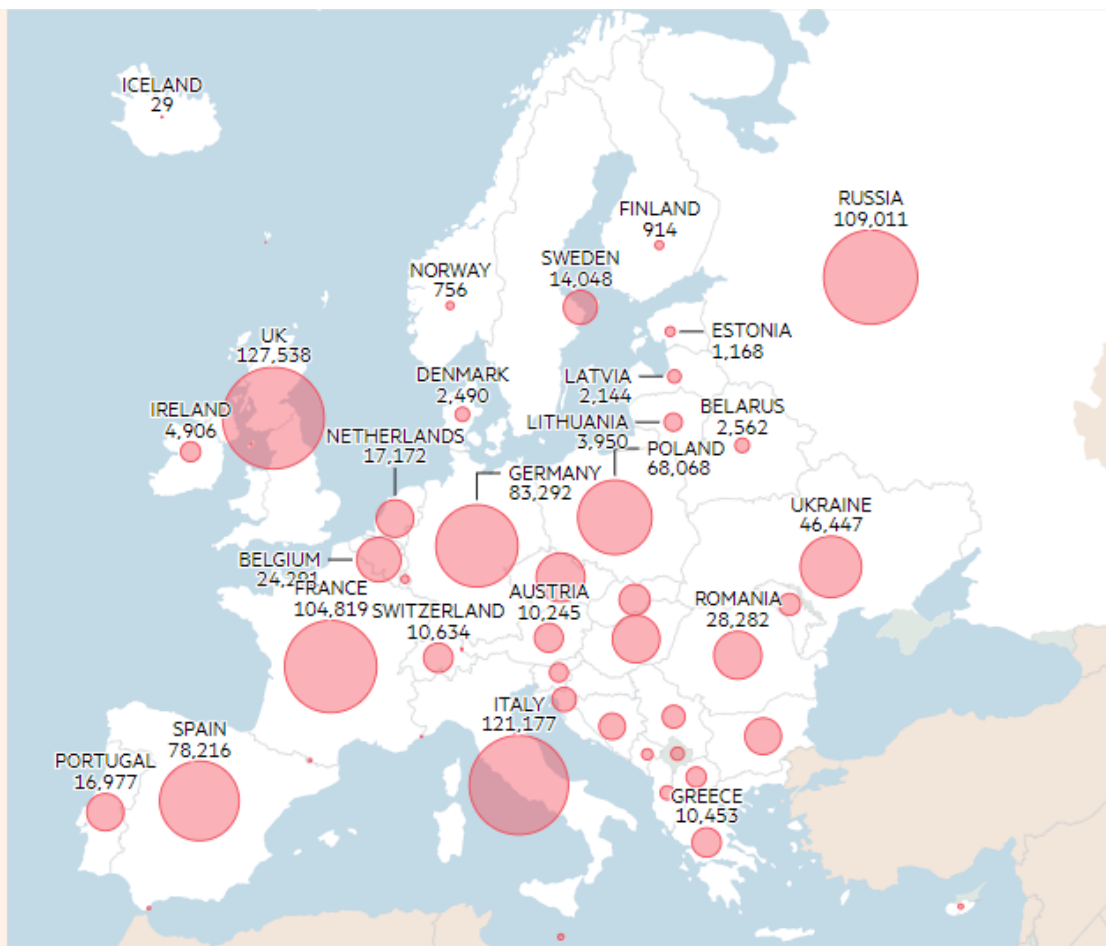 ICELAND
29
RUSSIA
109,011
FINLAND
914
SWEDEN
14,048
NORWAY
756
ESTONIA
1,168
UK
127,538
DENMARK
2,490
LATVIA
2,144
LITHUANIA
3,950
BELARUS
2,562
IRELAND
4,906
NETHERLANDS
17,172
POLAND
68,068
GERMANY
83,292
UKRAINE
46,447
BELGIUM
24,291
FRANCE
104,819
SWITZERLAND
10,634
AUSTRIA
10,245
ROMANIA
28,282
ITALY
121,177
SPAIN
78,216
PORTUGAL
16,977
GREECE
10,453